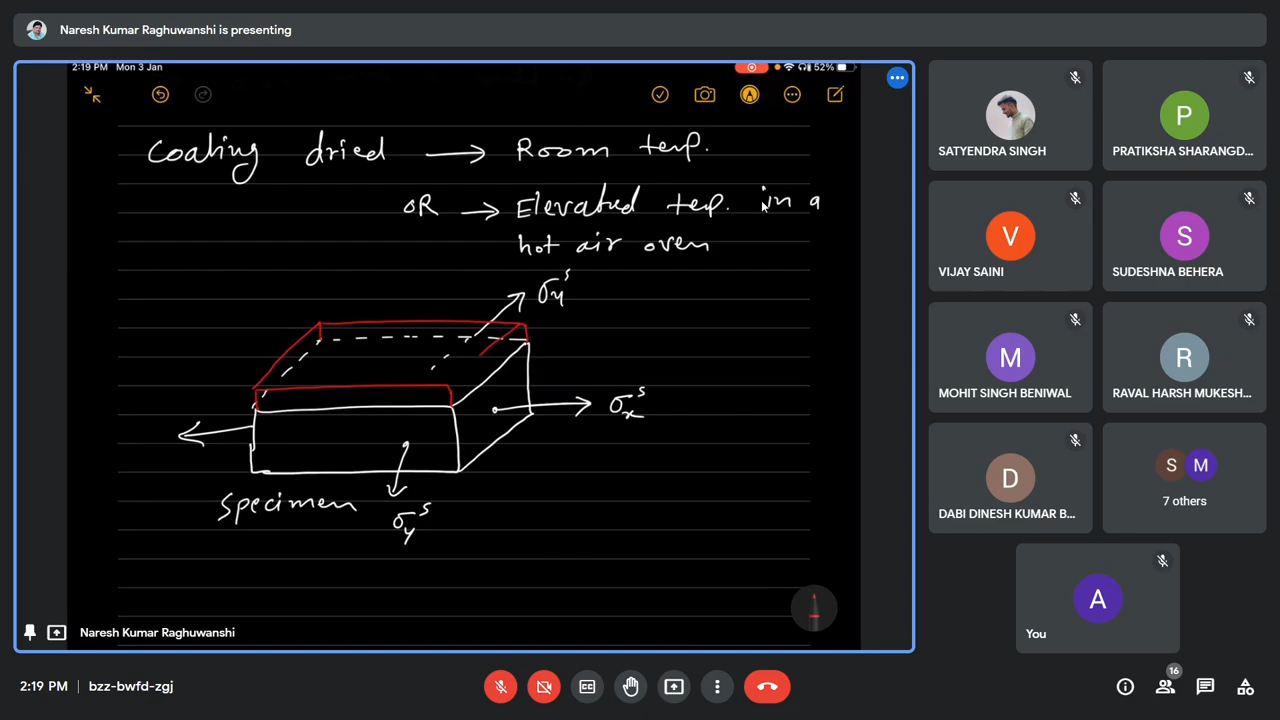 Naresh Kumar Raghuwanshi is presenting
2:19 PM Mon 3 Jan
52%
Coating dried → Room temp.
OR → Elevated temp. in a
hot air oven
σy^s
σx^s
Specimen
σy^s
Naresh Kumar Raghuwanshi
SATYENDRA SINGH
P
PRATIKSHA SHARANGD...
V
VIJAY SAINI
S
SUDESHNA BEHERA
M
MOHIT SINGH BENIWAL
R
RAVAL HARSH MUKESH...
D
DABI DINESH KUMAR B...
S M
7 others
A
You
2:19 PM | bzz-bwfd-zgj
16